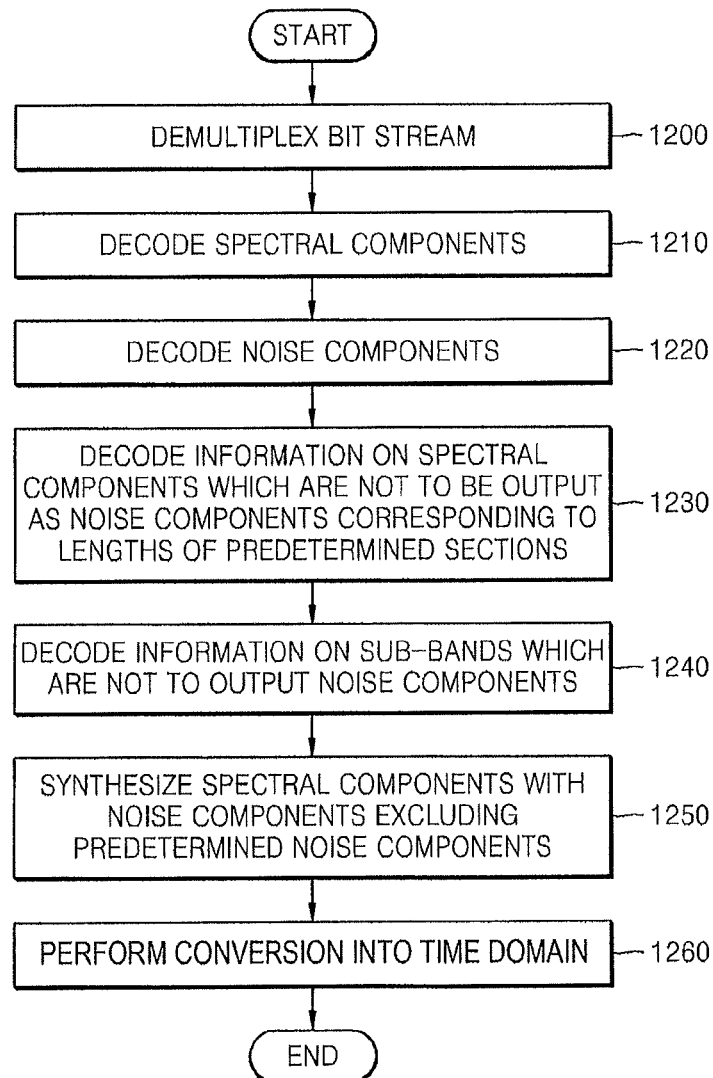 START
DEMULTIPLEX BIT STREAM
1200
DECODE SPECTRAL COMPONENTS
1210
DECODE NOISE COMPONENTS
1220
DECODE INFORMATION ON SPECTRAL
COMPONENTS WHICH ARE NOT TO BE OUTPUT
AS NOISE COMPONENTS CORRESPONDING TO
LENGTHS OF PREDETERMINED SECTIONS
1230
DECODE INFORMATION ON SUB-BANDS WHICH
ARE NOT TO OUTPUT NOISE COMPONENTS
1240
SYNTHESIZE SPECTRAL COMPONENTS WITH
NOISE COMPONENTS EXCLUDING
PREDETERMINED NOISE COMPONENTS
1250
PERFORM CONVERSION INTO TIME DOMAIN
1260
END